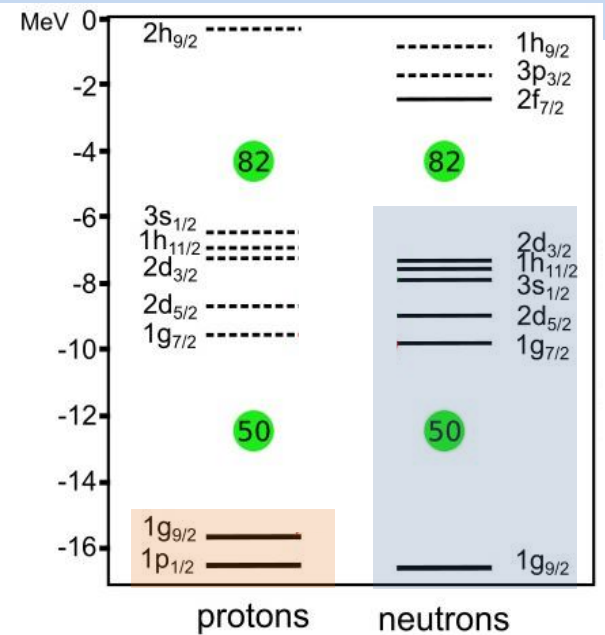 MeV 0
-2
-4
-6
-8
-10
-12
-14
-16
2h9/2
82
3s1/2
1h11/2
2d3/2
2d5/2
1g7/2
50
1g9/2
1p1/2
1h9/2
3p3/2
2f7/2
82
2d3/2
1h11/2
3s1/2
2d5/2
1g7/2
50
1g9/2
protons
neutrons